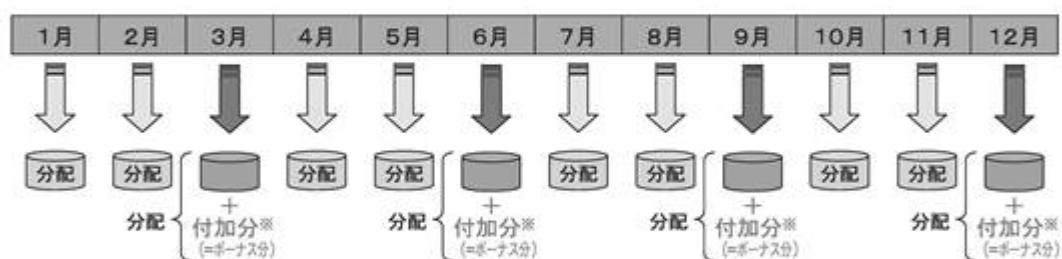 1月 2月 3月 4月 5月 6月 7月 8月 9月 10月 11月 12月
分配 分配 分配 分配 分配 分配 分配 分配
分配 + 分配 + 分配 + 分配 +
付加分※ 付加分※ 付加分※ 付加分※
(=ボーナス分) (=ボーナス分) (=ボーナス分) (=ボーナス分)